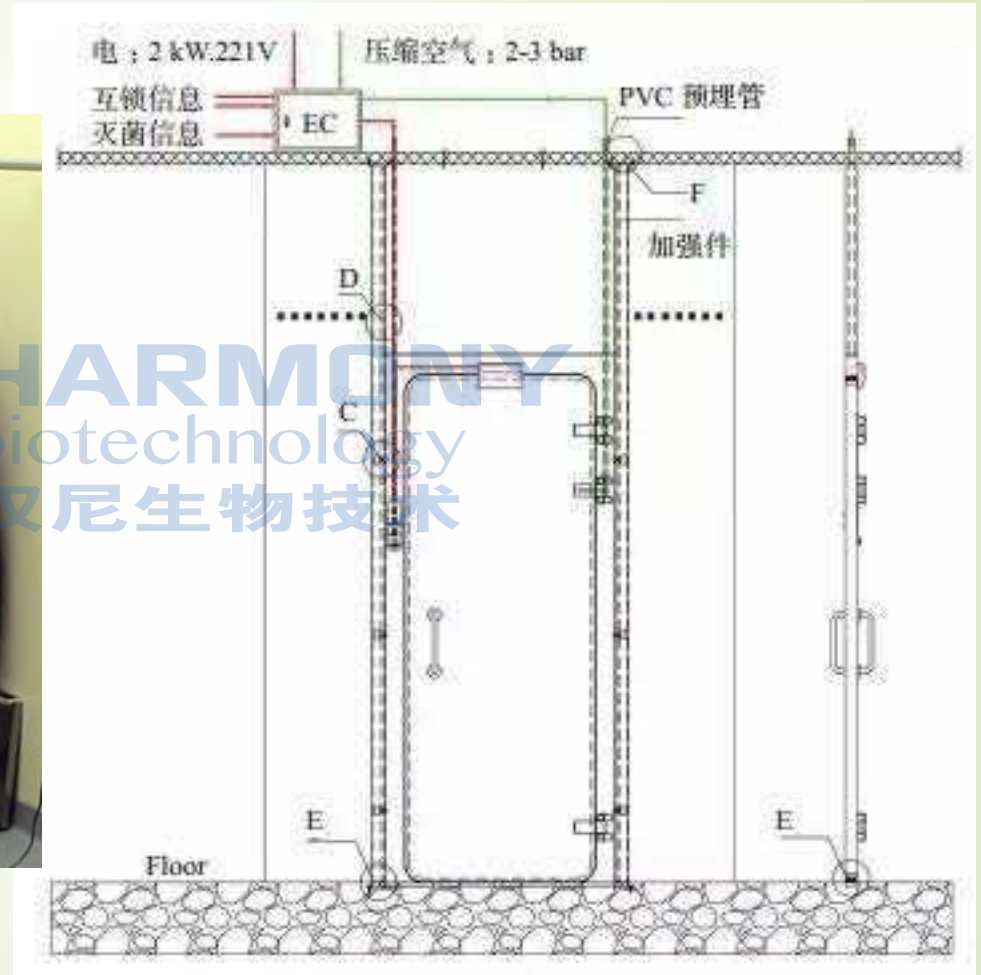 电：2 kW.221V
压缩空气：2-3 bar
互锁信息
灭菌信息
EC
PVC 预埋管
F
加强件
D
HARMONY
C
biotechnology
汉尼生物技术
E
E
Floor